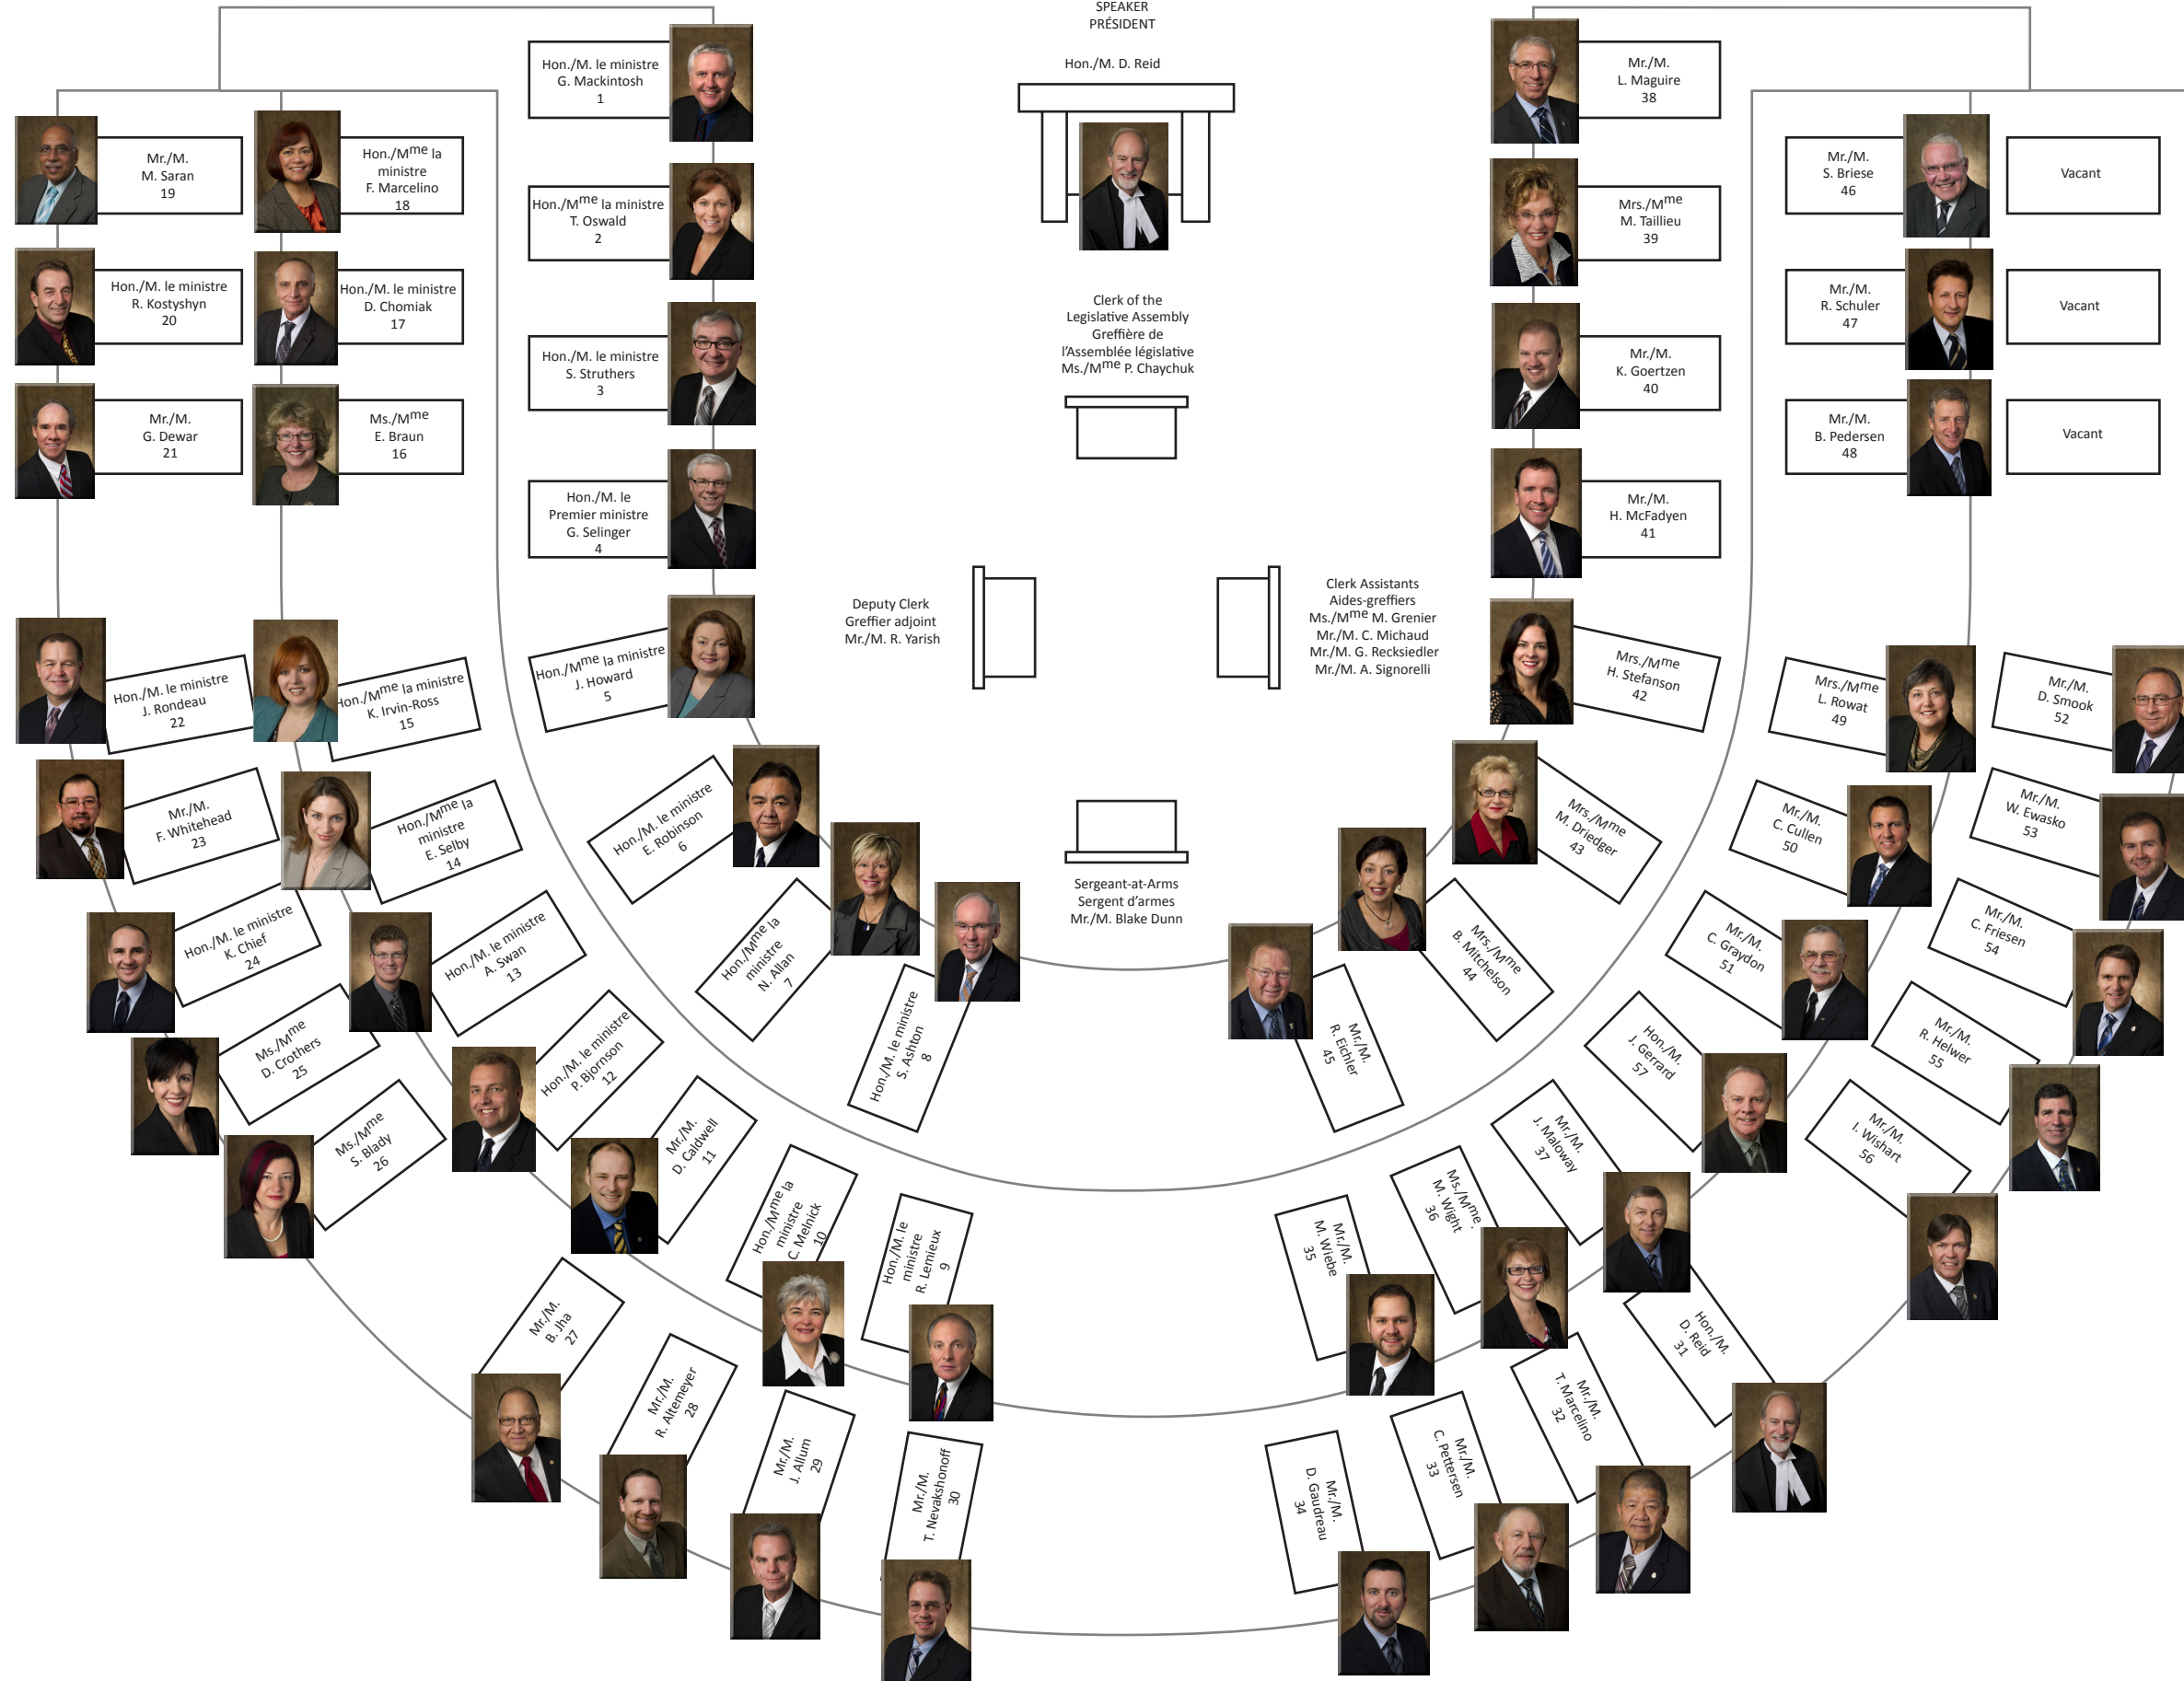 SPEAKER
PRÉSIDENT
Hon./M. D. Reid
Hon./M. le ministre
G. Mackintosh
1
Hon./Mme la ministre
T. Oswald
2
Hon./M. le ministre
S. Struthers
3
Hon./M. le
Premier ministre
G. Selinger
4
Hon./Mme la ministre
J. Howard
5
Hon./M. le ministre
E. Robinson
6
Hon./Mme la
ministre
N. Allan
7
Hon./M. le ministre
S. Ashton
8
Hon./M. le
ministre
R. Lemieux
9
Hon./Mme la
ministre
C. Melnick
10
Mr./M.
D. Caldwell
11
Hon./M. le ministre
P. Bjornson
12
Hon./M. le ministre
A. Swan
13
Hon./Mme la
ministre
E. Selby
14
Hon./Mme la ministre
K. Irvin-Ross
15
Ms./Mme
E. Braun
16
Hon./M. le ministre
D. Chomiak
17
Hon./Mme la
ministre
F. Marcelino
18
Mr./M.
M. Saran
19
Hon./M. le ministre
R. Kostyshyn
20
Mr./M.
G. Dewar
21
Hon./M. le ministre
J. Rondeau
22
Mr./M.
F. Whitehead
23
Hon./M. le ministre
K. Chief
24
Ms./Mme
D. Crothers
25
Ms./Mme
S. Blady
26
Mr./M.
B. Jha
27
Mr./M.
R. Altemeyer
28
Mr./M.
J. Allum
29
Mr./M.
T. Nevakshonoff
30
Hon./M.
D. Reid
31
Mr./M.
T. Marcelino
32
Mr./M.
C. Pettersen
33
Mr./M.
D. Gaudreau
34
Mr./M.
M. Wiebe
35
Ms./Mme.
M. Wight
36
Mr./M.
J. Maloway
37
Mr./M.
L. Maguire
38
Mrs./Mme
M. Taillieu
39
Mr./M.
K. Goertzen
40
Mr./M.
H. McFadyen
41
Mrs./Mme
H. Stefanson
42
Mrs./Mme
M. Driedger
43
Mrs./Mme
B. Mitchelson
44
Mr./M.
R. Eichler
45
Mr./M.
S. Briese
46
Mr./M.
R. Schuler
47
Mr./M.
B. Pedersen
48
Mrs./Mme
L. Rowat
49
Mr./M.
C. Cullen
50
Mr./M.
C. Graydon
51
Mr./M.
D. Smook
52
Mr./M.
W. Ewasko
53
Mr./M.
C. Friesen
54
Mr./M.
R. Helwer
55
Mr./M.
I. Wishart
56
Hon./M.
J. Gerrard
57
Vacant
Vacant
Vacant
Clerk of the
Legislative Assembly
Greffière de
l'Assemblée législative
Ms./Mme P. Chaychuk
Deputy Clerk
Greffier adjoint
Mr./M. R. Yarish
Clerk Assistants
Aides-greffiers
Ms./Mme M. Grenier
Mr./M. C. Michaud
Mr./M. G. Recksiedler
Mr./M. A. Signorelli
Sergeant-at-Arms
Sergent d'armes
Mr./M. Blake Dunn